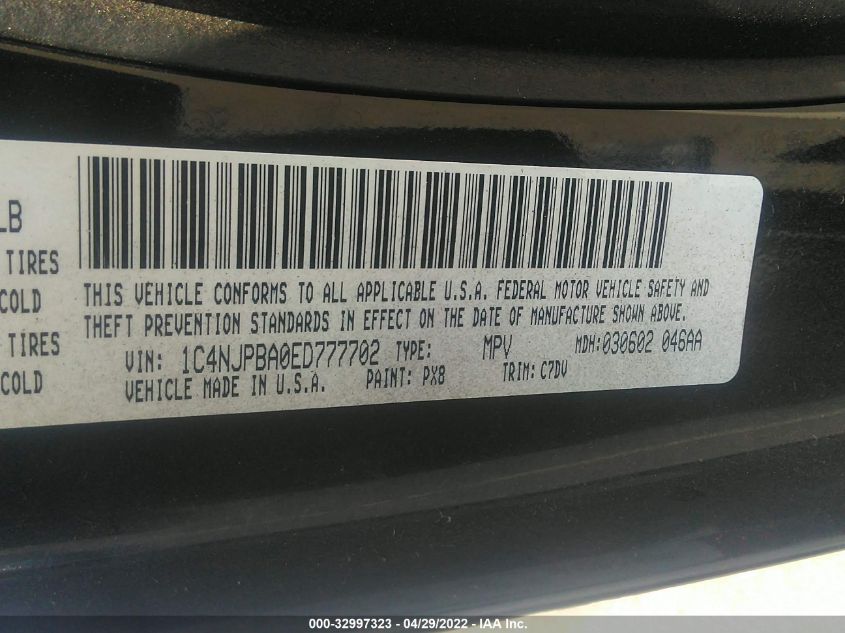 LB
TIRES
COLD
TIRES
COLD
THIS VEHICLE CONFORMS TO ALL APPLICABLE U.S.A. FEDERAL MOTOR VEHICLE SAFETY AND
THEFT PREVENTION STANDARDS IN EFFECT ON THE DATE OF MANUFACTURE SHOWN ABOVE.
VIN: 1C4NJPBA0ED777702 TYPE: MPV MDH:030602 046AA
VEHICLE MADE IN U.S.A. PAINT: PX8 TRIM: C7DV
000-32997323 - 04/29/2022 - IAA Inc.